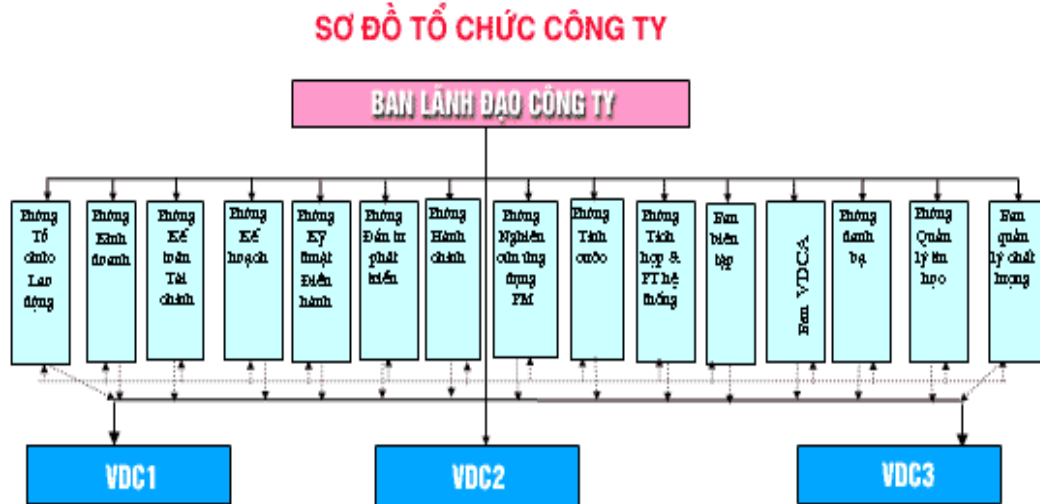 SƠ ĐỒ TỔ CHỨC CÔNG TY
BAN LÃNH ĐẠO CÔNG TY
Phòng
Tổ
chức
Lao
động
Phòng
Kinh
doanh
Phòng
Kế
toán
Tài
chính
Phòng
Kế
hoạch
Phòng
Kỹ
thuật
Điều
hành
Phòng
Đầu tư
phát
triển
Phòng
Hành
chính
Phòng
Nghiên
cứu ứng
dụng
PM
Phòng
Tính
cước
Phòng
Tích
hợp &
PT hệ
thống
Ban
biên
tập
Ban VDCA
Phòng
danh
bạ
Phòng
Quản
lý tin
học
Ban
quản
lý chất
lượng
VDC1
VDC2
VDC3